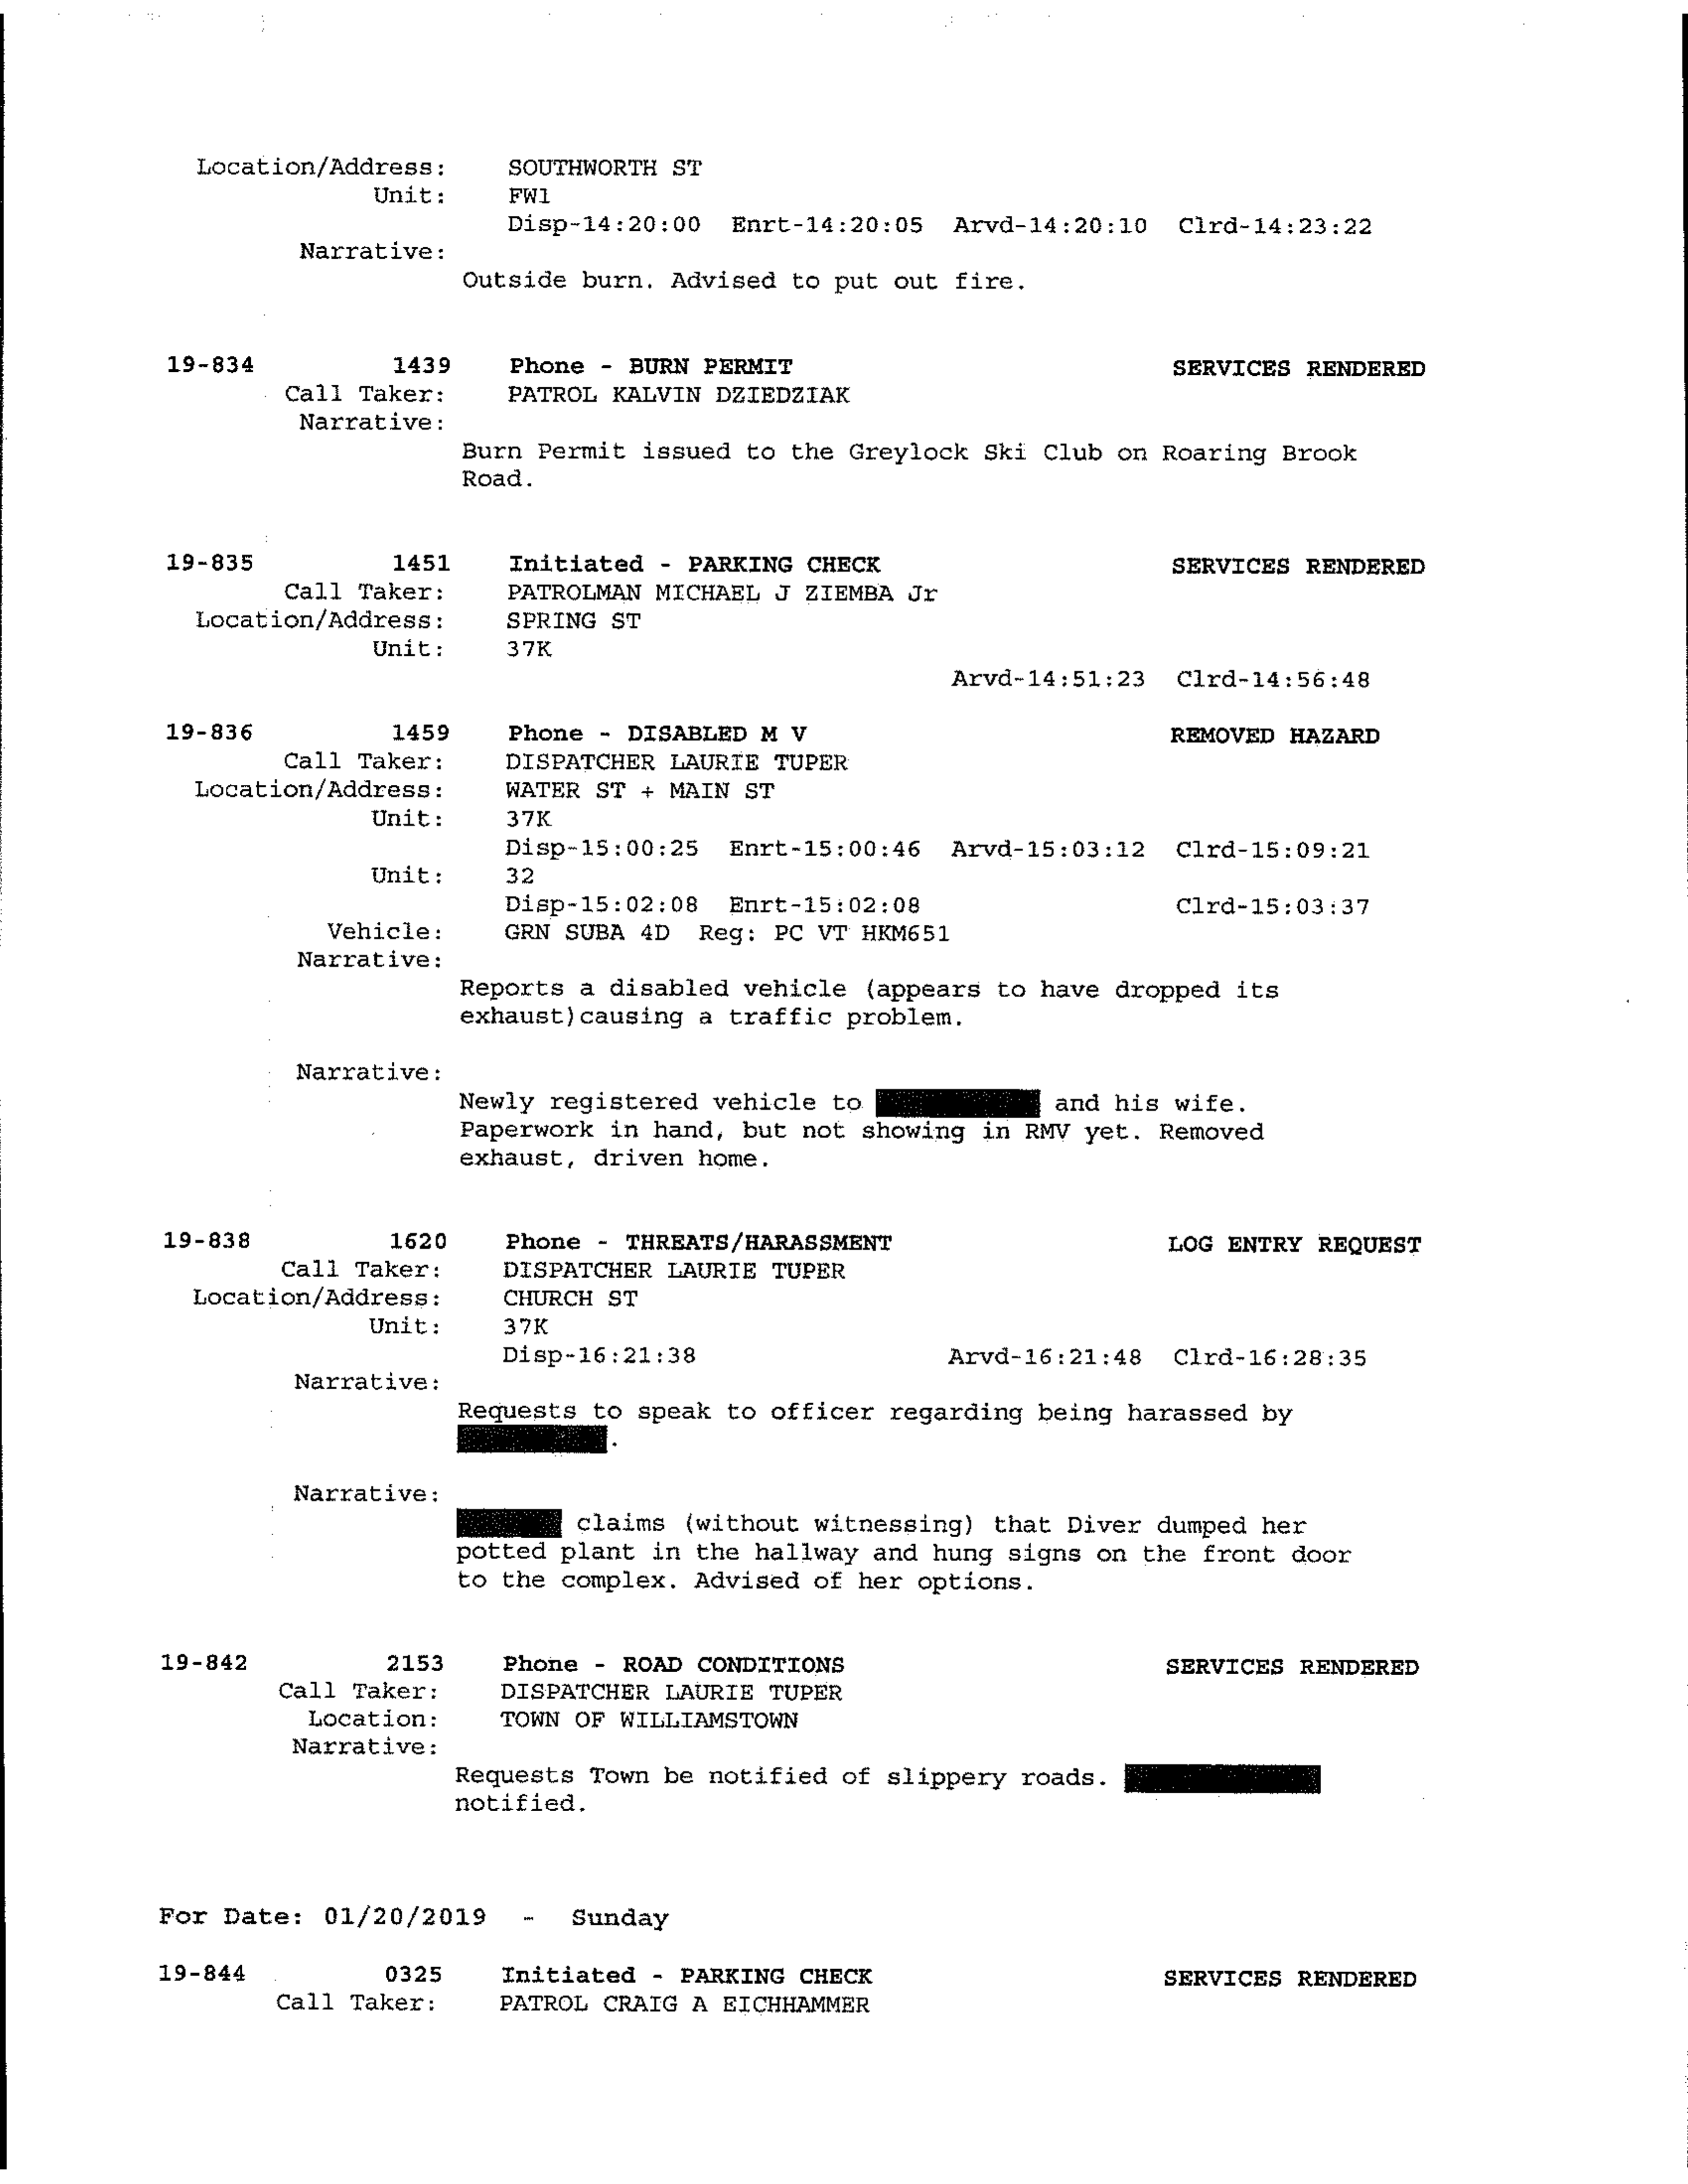 Location/Address: SOUTHWORTH ST
Unit: FW1
Disp-14:20:00 Enrt-14:20:05 Arvd-14:20:10 Clrd-14:23:22
Narrative:
Outside burn. Advised to put out fire.
19-834 1439 Phone - BURN PERMIT SERVICES RENDERED
Call Taker: PATROL KALVIN DZIEDZIAK
Narrative:
Burn Permit issued to the Greylock Ski Club on Roaring Brook
Road.
19-835 1451 Initiated - PARKING CHECK SERVICES RENDERED
Call Taker: PATROLMAN MICHAEL J ZIEMBA Jr
Location/Address: SPRING ST
Unit: 37K
Arvd-14:51:23 Clrd-14:56:48
19-836 1459 Phone - DISABLED M V REMOVED HAZARD
Call Taker: DISPATCHER LAURIE TUPER
Location/Address: WATER ST + MAIN ST
Unit: 37K
Disp-15:00:25 Enrt-15:00:46 Arvd-15:03:12 Clrd-15:09:21
Unit: 32
Disp-15:02:08 Enrt-15:02:08 Clrd-15:03:37
Vehicle: GRN SUBA 4D Reg: PC VT HKM651
Narrative:
Reports a disabled vehicle (appears to have dropped its
exhaust)causing a traffic problem.
Narrative:
Newly registered vehicle to and his wife.
Paperwork in hand, but not showing in RMV yet. Removed
exhaust, driven home.
19-838 1620 Phone - THREATS/HARASSMENT LOG ENTRY REQUEST
Call Taker: DISPATCHER LAURIE TUPER
Location/Address: CHURCH ST
Unit: 37K
Disp-16:21:38 Arvd-16:21:48 Clrd-16:28:35
Narrative:
Requests to speak to officer regarding being harassed by
.
Narrative:
claims (without witnessing) that Diver dumped her
potted plant in the hallway and hung signs on the front door
to the complex. Advised of her options.
19-842 2153 Phone - ROAD CONDITIONS SERVICES RENDERED
Call Taker: DISPATCHER LAURIE TUPER
Location: TOWN OF WILLIAMSTOWN
Narrative:
Requests Town be notified of slippery roads.
notified.
For Date: 01/20/2019 - Sunday
19-844 0325 Initiated - PARKING CHECK SERVICES RENDERED
Call Taker: PATROL CRAIG A EICHHAMMER